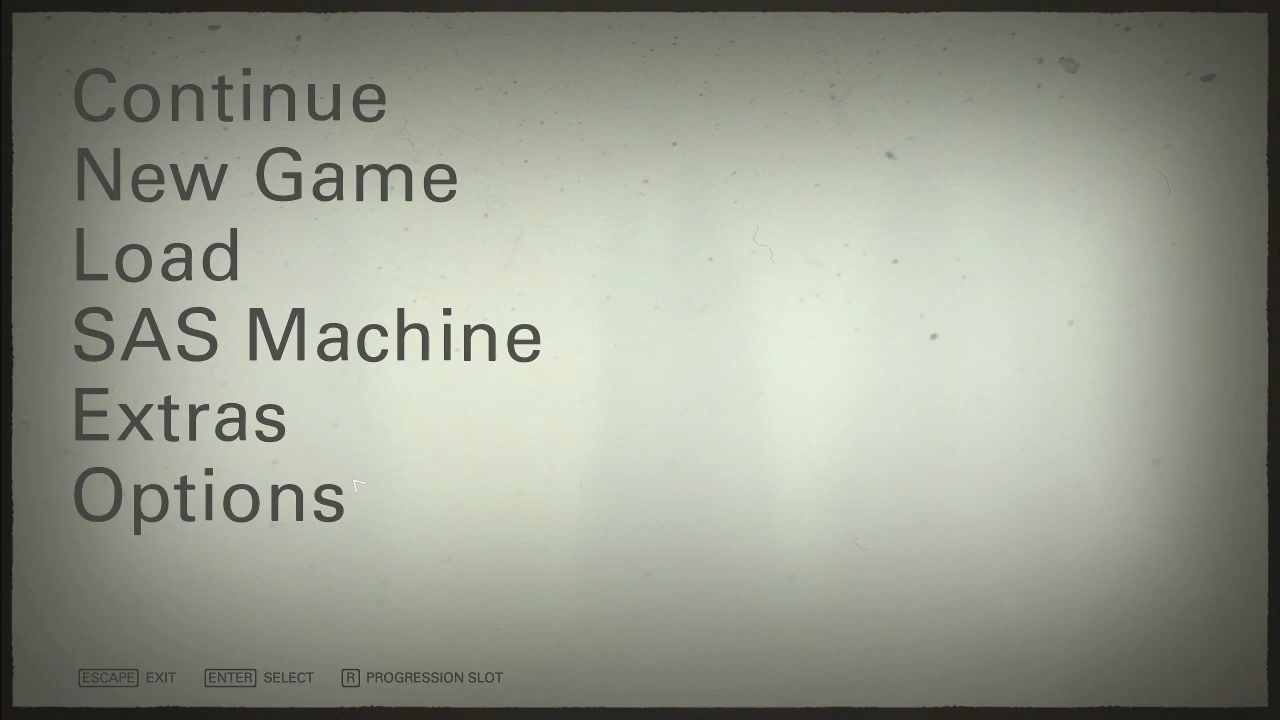 Continue
New Game
Load
SAS Machine
Extras
Options
ESCAPE EXIT ENTER SELECT R PROGRESSION SLOT